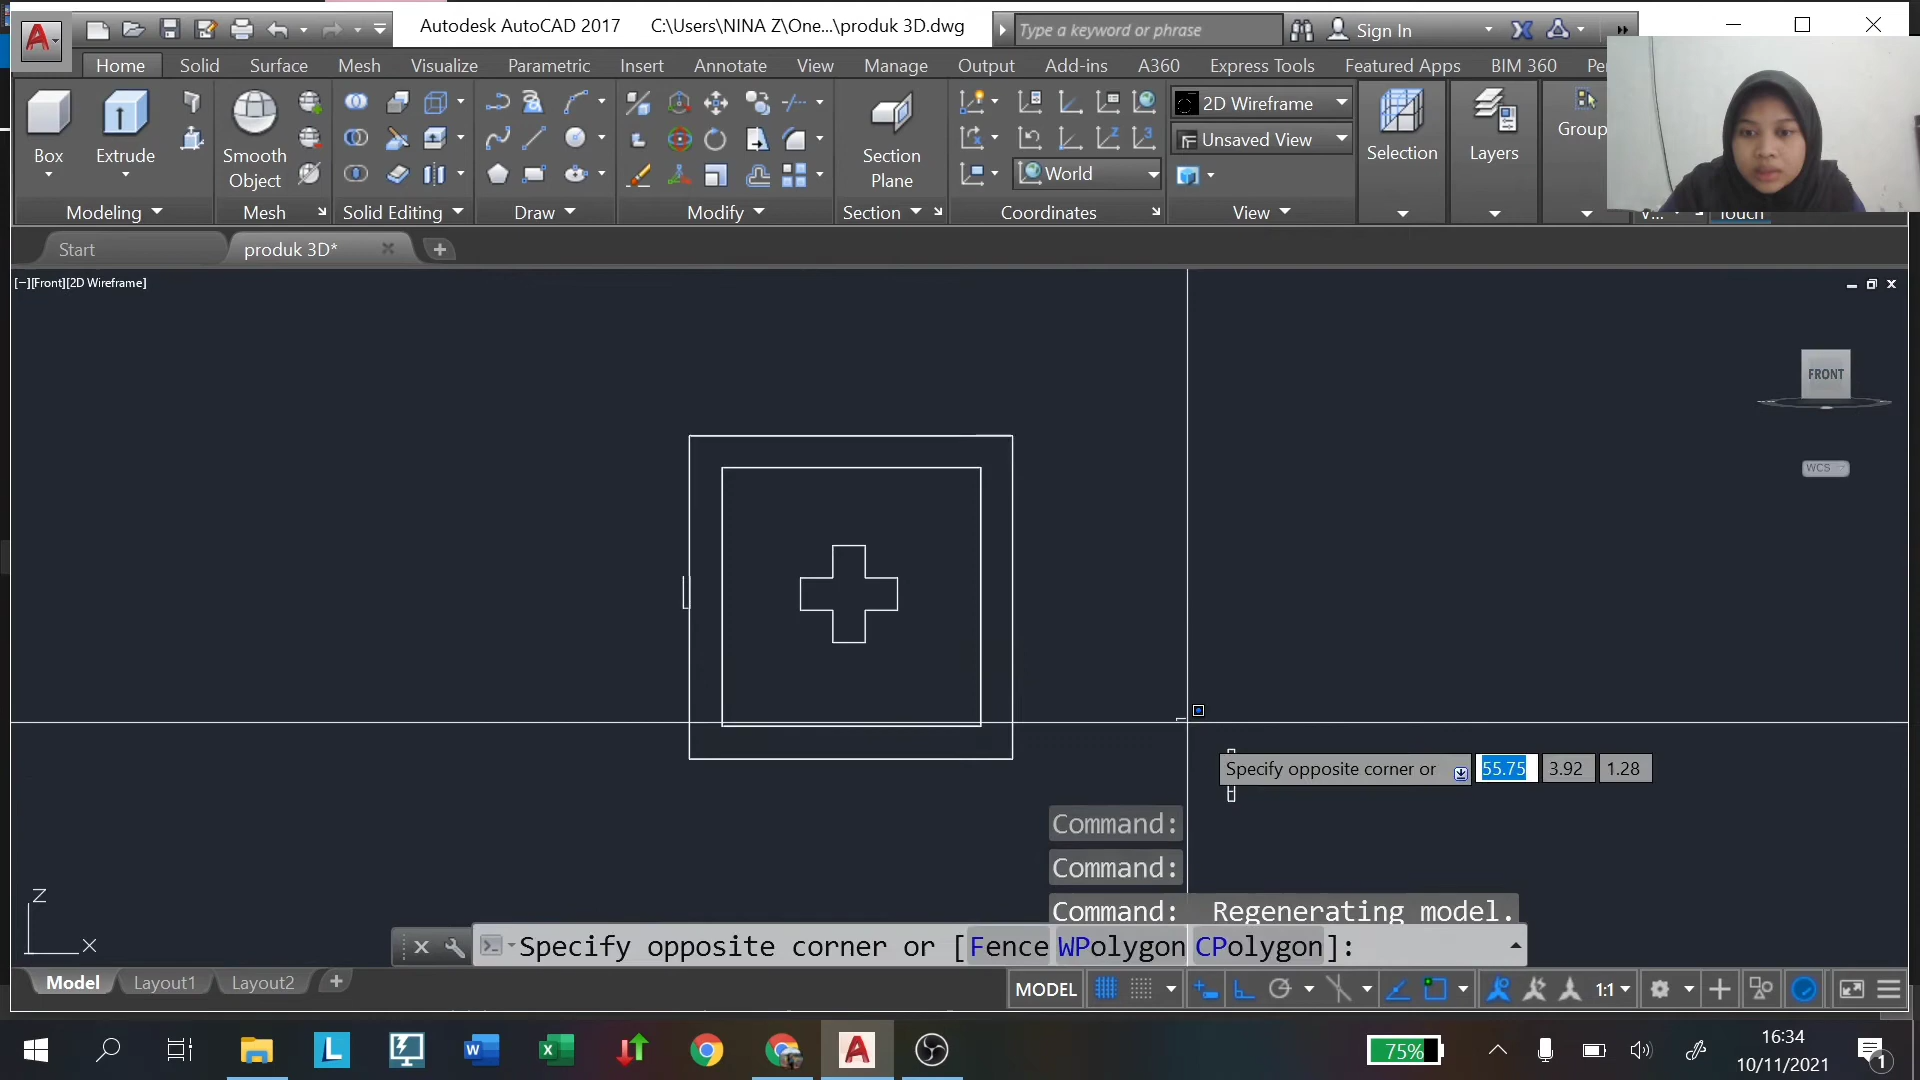 Autodesk AutoCAD 2017 C:\Users\NINA Z\One...\produk 3D.dwg
Type a keyword or phrase
Sign In
Home Solid Surface Mesh Visualize Parametric Insert Annotate View Manage Output Add-ins A360 Express Tools Featured Apps BIM 360
Box
Extrude
Smooth
Object
Section
Plane
2D Wireframe
Unsaved View
World
Selection
Layers
Group
Modeling Mesh Solid Editing Draw Modify Section Coordinates View
Touch
Start
produk 3D*
[−][Front][2D Wireframe]
FRONT
WCS
Specify opposite corner or 55.75 3.92 1.28
Command:
Command:
Command: Regenerating model.
Specify opposite corner or [Fence WPolygon CPolygon]:
Z
X
Model Layout1 Layout2
MODEL
1:1
75%
16:34
10/11/2021
1